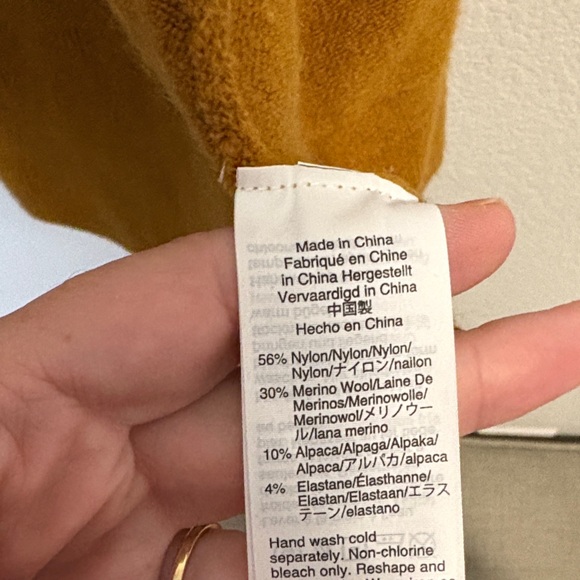 Made in China
Fabriqué en Chine
in China Hergestellt
Vervaardigd in China
中国製
Hecho en China
56% Nylon/Nylon/Nylon/
Nylon/ナイロン/nailon
30% Merino Wool/Laine De
Merinos/Merinowolle/
Merinowol/メリノウー
ル/lana merino
10% Alpaca/Alpaga/Alpaka/
Alpaca/アルパカ/alpaca
4% Elastane/Élasthanne/
Elastan/Elastaan/エラス
テーン/elastano
Hand wash cold
separately. Non-chlorine
bleach only. Reshape and